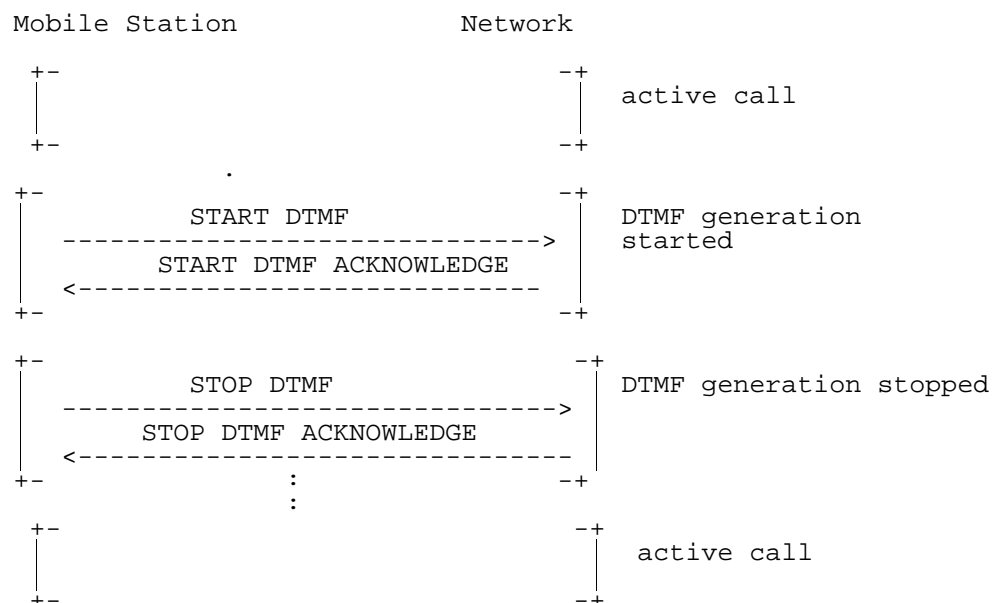 Mobile Station Network
+- -+
active call
+- -+
.
+- -+
START DTMF DTMF generation
-------------------------------> started
START DTMF ACKNOWLEDGE
<-----------------------------
+- -+
+- -+
STOP DTMF DTMF generation stopped
-------------------------------->
STOP DTMF ACKNOWLEDGE
<-------------------------------
+- : -+
:
+- -+
active call
+- -+